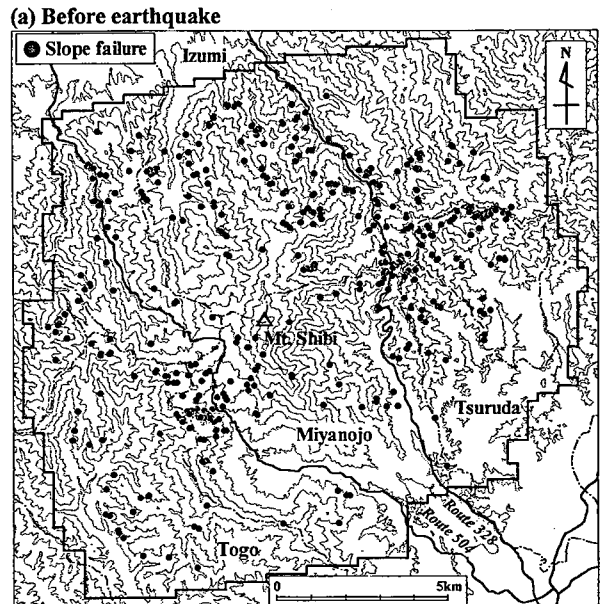 (a) Before earthquake
Slope failure
Izumi
N
Mt. Shibi
Tsuruda
Miyanojo
Route 328
Route 504
Togo
0 5km